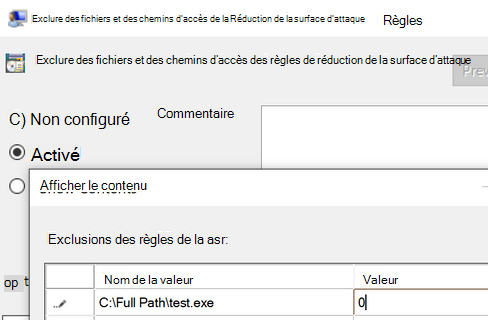 Exclure des fichiers et des chemins d'accès de la Réduction de la surface d'attaque Règles
Exclure des fichiers et des chemins d'accès des règles de réduction de la surface d'attaque
Prev
C) Non configuré
Commentaire
Activé
Afficher le contenu
Exclusions des règles de la asr:
op t
Nom de la valeur Valeur
C:\Full Path\test.exe 0